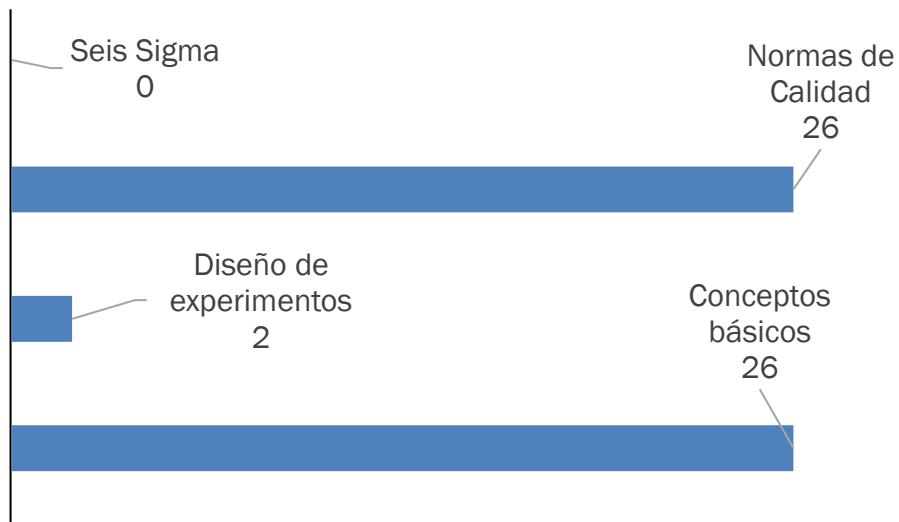 Seis Sigma
0
Normas de
Calidad
26
Diseño de
experimentos
2
Conceptos
básicos
26